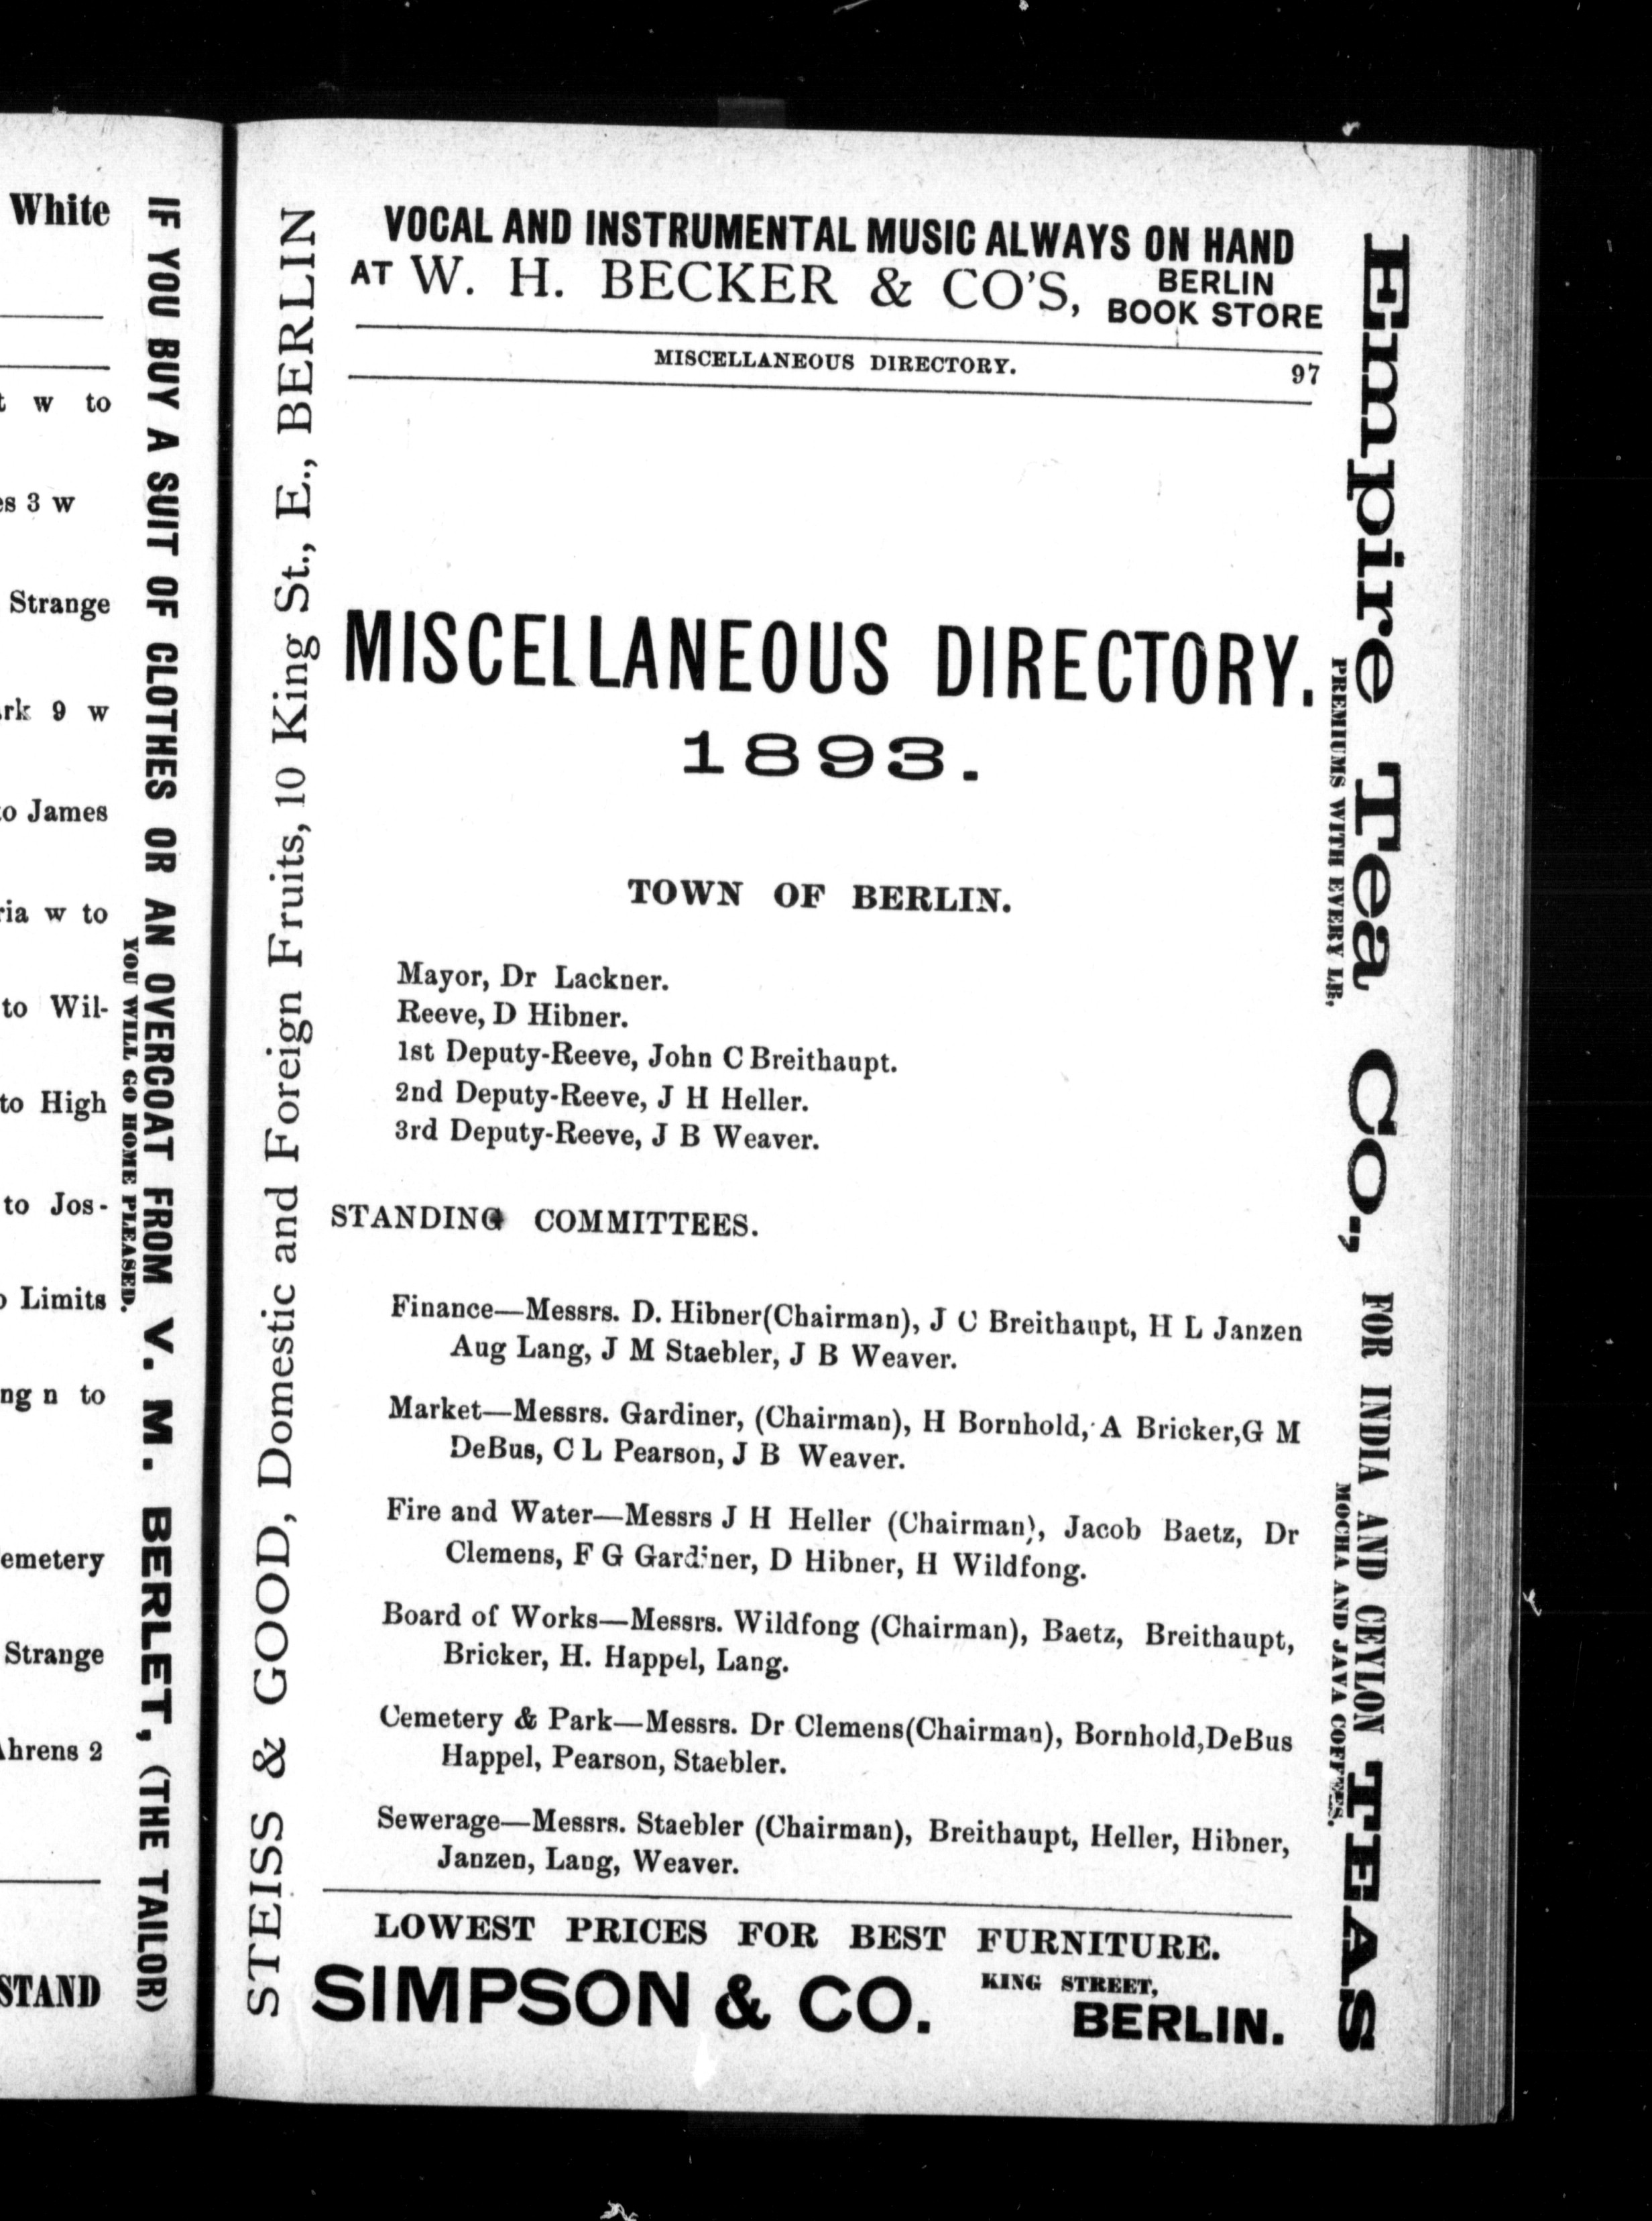 White
t w to
es 3 w
Strange
rk 9 w
to James
ria w to
to Wil-
to High
to Jos-
o Limits
ng n to
emetery
Strange
Ahrens 2
STAND
IF YOU BUY A SUIT OF CLOTHES OR AN OVERCOAT FROM V. M. BERLET, (THE TAILOR)
YOU WILL GO HOME PLEASED.
STEISS & GOOD, Domestic and Foreign Fruits, 10 King St., E., BERLIN
VOCAL AND INSTRUMENTAL MUSIC ALWAYS ON HAND
AT W. H. BECKER & CO'S, BERLIN
BOOK STORE
MISCELLANEOUS DIRECTORY. 97
MISCELLANEOUS DIRECTORY.
1893.
TOWN OF BERLIN.
Mayor, Dr Lackner.
Reeve, D Hibner.
1st Deputy-Reeve, John C Breithaupt.
2nd Deputy-Reeve, J H Heller.
3rd Deputy-Reeve, J B Weaver.
STANDING COMMITTEES.
Finance—Messrs. D. Hibner(Chairman), J C Breithaupt, H L Janzen
Aug Lang, J M Staebler, J B Weaver.
Market—Messrs. Gardiner, (Chairman), H Bornhold, A Bricker,G M
DeBus, C L Pearson, J B Weaver.
Fire and Water—Messrs J H Heller (Chairman), Jacob Baetz, Dr
Clemens, F G Gardiner, D Hibner, H Wildfong.
Board of Works—Messrs. Wildfong (Chairman), Baetz, Breithaupt,
Bricker, H. Happel, Lang.
Cemetery & Park—Messrs. Dr Clemens(Chairman), Bornhold,DeBus
Happel, Pearson, Staebler.
Sewerage—Messrs. Staebler (Chairman), Breithaupt, Heller, Hibner,
Janzen, Lang, Weaver.
LOWEST PRICES FOR BEST FURNITURE.
SIMPSON & CO. KING STREET,
BERLIN.
Empire Tea Co., FOR INDIA AND CEYLON TEAS
PREMIUMS WITH EVERY LB,
MOCHA AND JAVA COFFEES.